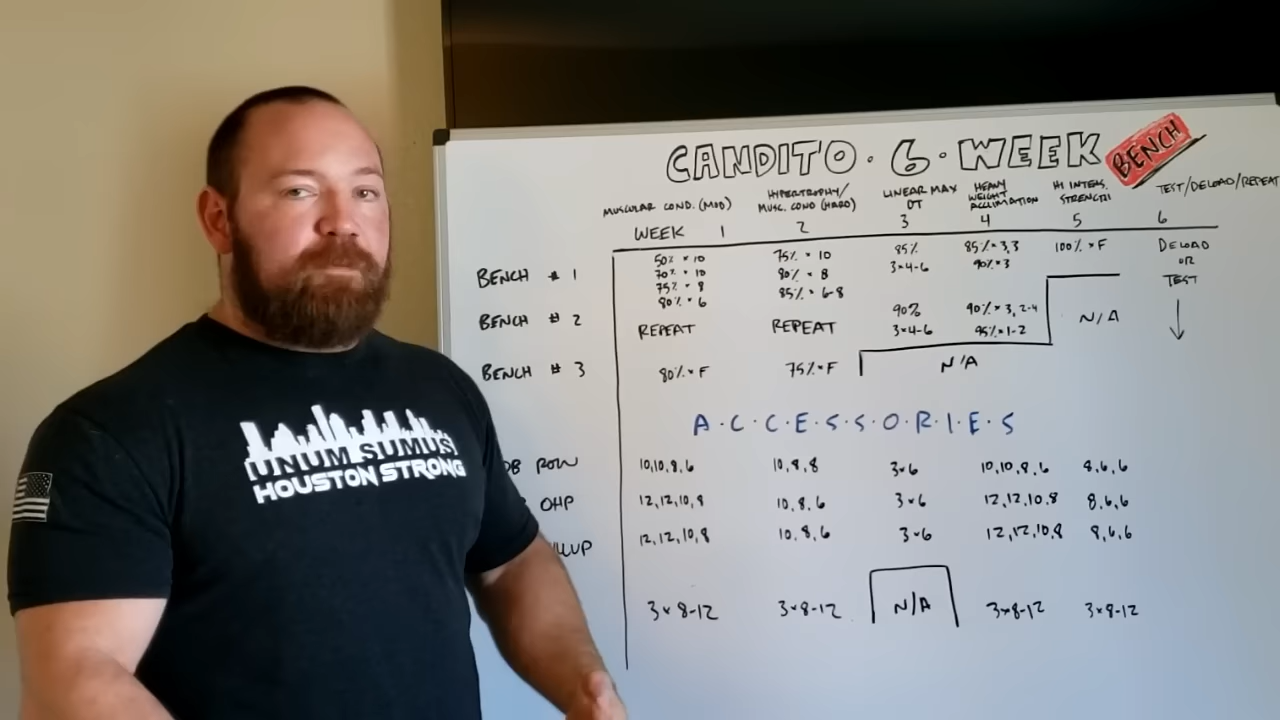 CANDITO · 6 · WEEK BENCH
MUSCULAR COND. (MOD)
HYPERTROPHY/
MUSC. COND (HARD)
LINEAR MAX
OT
HEAVY
WEIGHT
ACCLIMATION
HI INTENS.
STRENGTH
TEST/DELOAD/REPEAT
WEEK 1 2 3 4 5 6
BENCH # 1
50% × 10
70% × 10
75% × 8
80% × 6
75% × 10
80% × 8
85% × 6-8
85%
3×4-6
85% × 3,3
90% × 3
100% × F
DELOAD
OR
TEST
BENCH # 2
REPEAT
REPEAT
90%
3×4-6
90% × 3, 2-4
95% × 1-2
N/A
BENCH # 3
80% × F
75% × F
N/A
A·C·C·E·S·S·O·R·I·E·S
DB ROW 10,10,8,6 10,8,8 3×6 10,10,8,6 8,6,6
OHP 12,12,10,8 10,8,6 3×6 12,12,10,8 8,6,6
12,12,10,8 10,8,6 3×6 12,12,10,8 8,6,6
3×8-12 3×8-12 N/A 3×8-12 3×8-12
UNUM SUMUS
HOUSTON STRONG